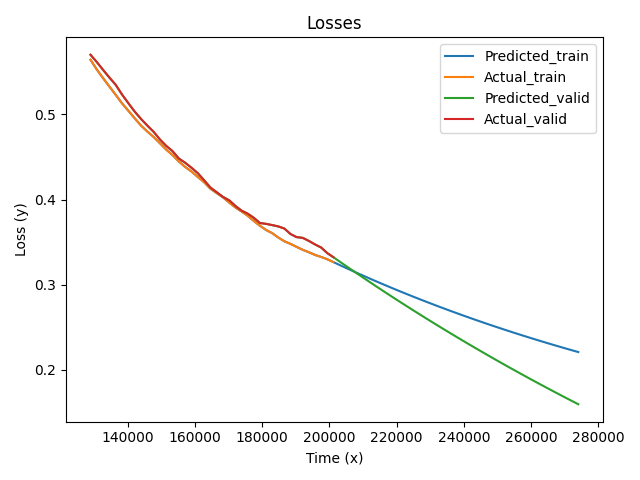 Losses
Predicted_train
Actual_train
Predicted_valid
Actual_valid
Loss (y)
0.5
0.4
0.3
0.2
140000 160000 180000 200000 220000 240000 260000 280000
Time (x)